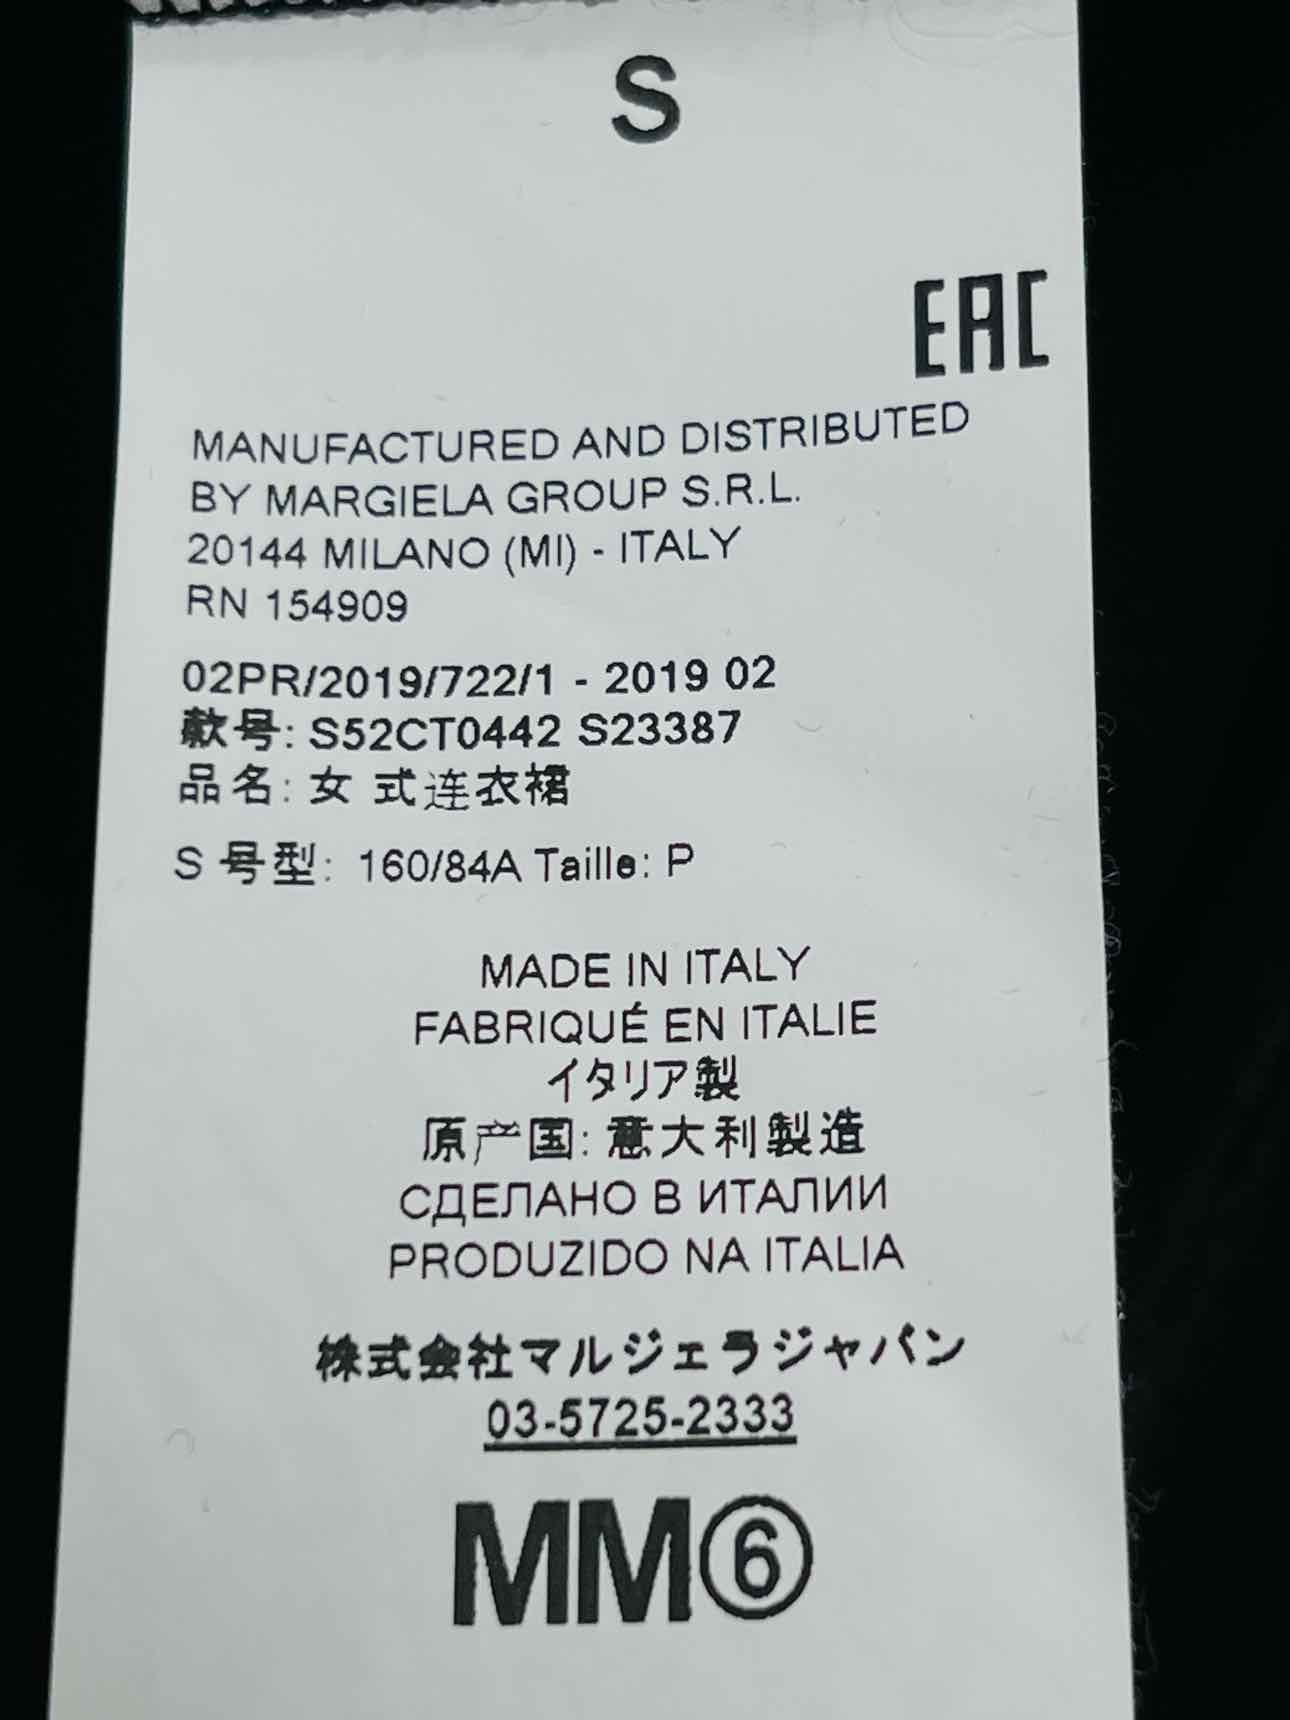 S
EAC
MANUFACTURED AND DISTRIBUTED
BY MARGIELA GROUP S.R.L.
20144 MILANO (MI) - ITALY
RN 154909
02PR/2019/722/1 - 2019 02
款号: S52CT0442 S23387
品名: 女 式连衣裙
S 号型: 160/84A Taille: P
MADE IN ITALY
FABRIQUÉ EN ITALIE
イタリア製
原产国: 意大利製造
СДЕЛАНО В ИТАЛИИ
PRODUZIDO NA ITALIA
株式会社マルジェラジャパン
03-5725-2333
MM⑥